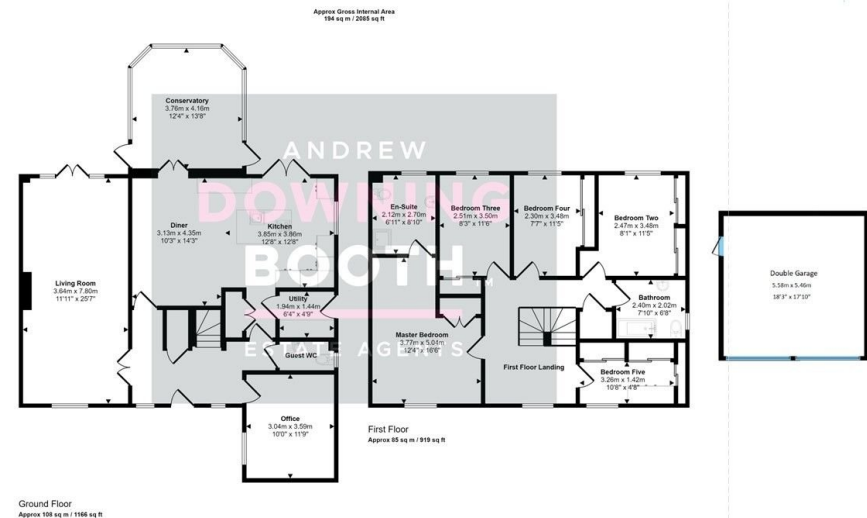 Approx Gross Internal Area
194 sq m / 2085 sq ft
Conservatory
3.76m x 4.16m
12'4" x 13'8"
ANDREW
DOWNING
BOOTH
ESTATE AGENTS
Diner
3.13m x 4.35m
10'3" x 14'3"
Kitchen
3.85m x 3.86m
12'8" x 12'8"
Living Room
3.64m x 7.80m
11'11" x 25'7"
Utility
1.94m x 1.44m
6'4" x 4'9"
Guest WC
Office
3.04m x 3.59m
10'0" x 11'9"
Ground Floor
Approx 108 sq m / 1166 sq ft
En-Suite
2.12m x 2.70m
6'11" x 8'10"
Bedroom Three
2.51m x 3.50m
8'3" x 11'6"
Bedroom Four
2.30m x 3.48m
7'7" x 11'5"
Bedroom Two
2.47m x 3.48m
8'1" x 11'5"
Master Bedroom
3.77m x 5.04m
12'4" x 16'6"
Bathroom
2.40m x 2.02m
7'10" x 6'8"
First Floor Landing
Bedroom Five
3.26m x 1.42m
10'8" x 4'8"
First Floor
Approx 85 sq m / 919 sq ft
Double Garage
5.58m x 5.46m
18'3" x 17'10"